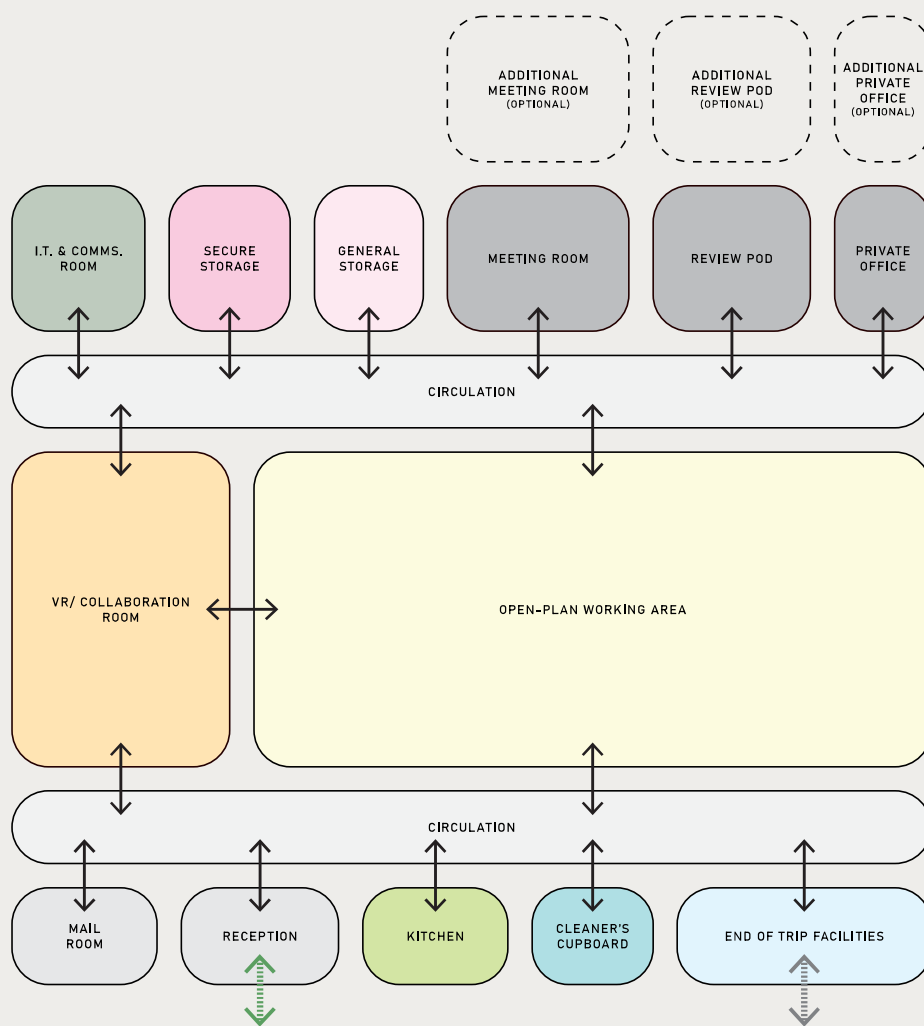 ADDITIONAL
MEETING ROOM
(OPTIONAL)
ADDITIONAL
REVIEW POD
(OPTIONAL)
ADDITIONAL
PRIVATE
OFFICE
(OPTIONAL)
I.T. & COMMS.
ROOM
SECURE
STORAGE
GENERAL
STORAGE
MEETING ROOM
REVIEW POD
PRIVATE
OFFICE
CIRCULATION
VR/ COLLABORATION
ROOM
OPEN-PLAN WORKING AREA
CIRCULATION
MAIL
ROOM
RECEPTION
KITCHEN
CLEANER'S
CUPBOARD
END OF TRIP FACILITIES